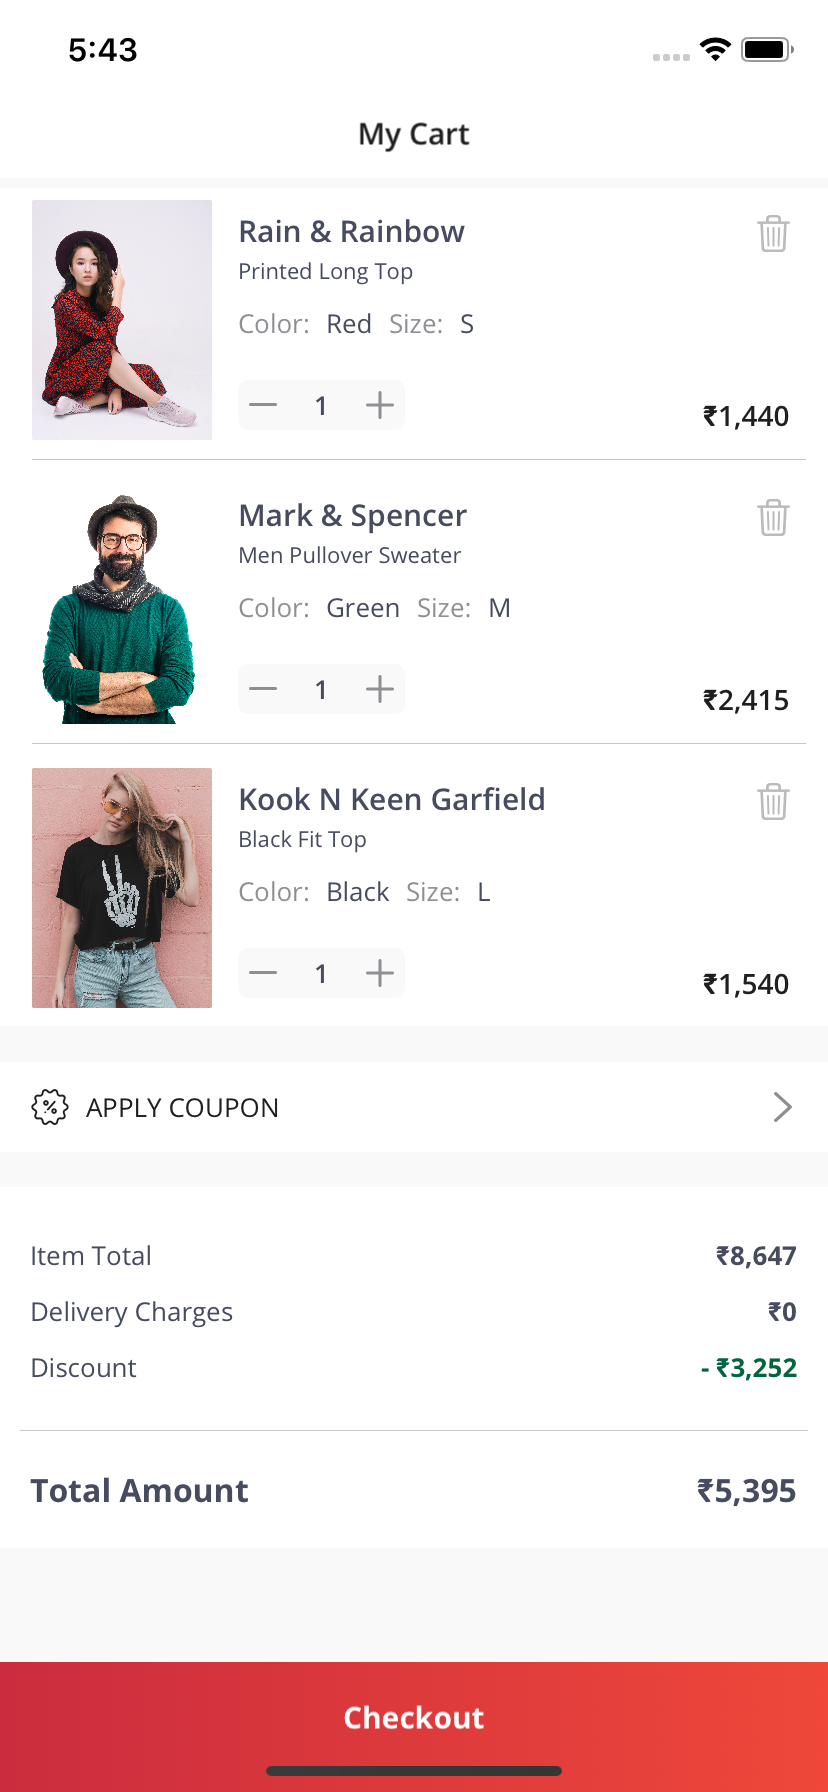 5:43
My Cart
Rain & Rainbow
Printed Long Top
Color: Red Size: S
1
₹1,440
Mark & Spencer
Men Pullover Sweater
Color: Green Size: M
1
₹2,415
Kook N Keen Garfield
Black Fit Top
Color: Black Size: L
1
₹1,540
% APPLY COUPON
Item Total ₹8,647
Delivery Charges ₹0
Discount - ₹3,252
Total Amount ₹5,395
Checkout